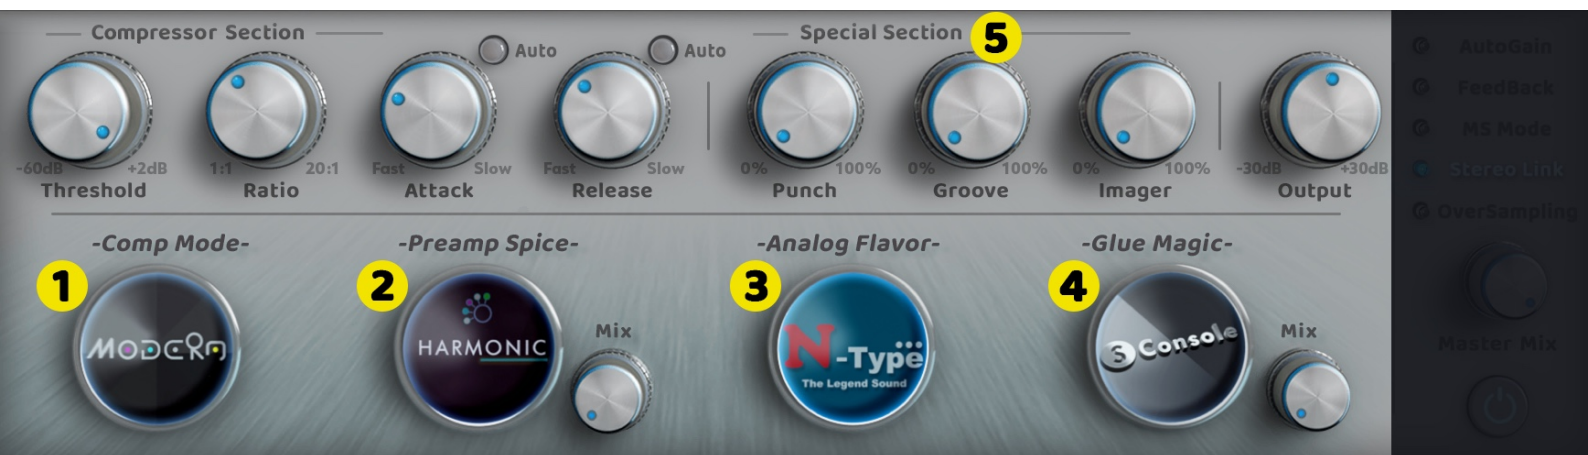 Compressor Section
Special Section 5
Auto
Auto
-60dB +2dB
1:1 20:1
Fast Slow
Fast Slow
0% 100%
0% 100%
0% 100%
-30dB +30dB
Threshold
Ratio
Attack
Release
Punch
Groove
Imager
Output
-Comp Mode-
-Preamp Spice-
-Analog Flavor-
-Glue Magic-
1
MODERN
2
HARMONIC
Mix
3
N-Type
The Legend Sound
4
S Console
Mix
AutoGain
FeedBack
MS Mode
Stereo Link
OverSampling
Master Mix